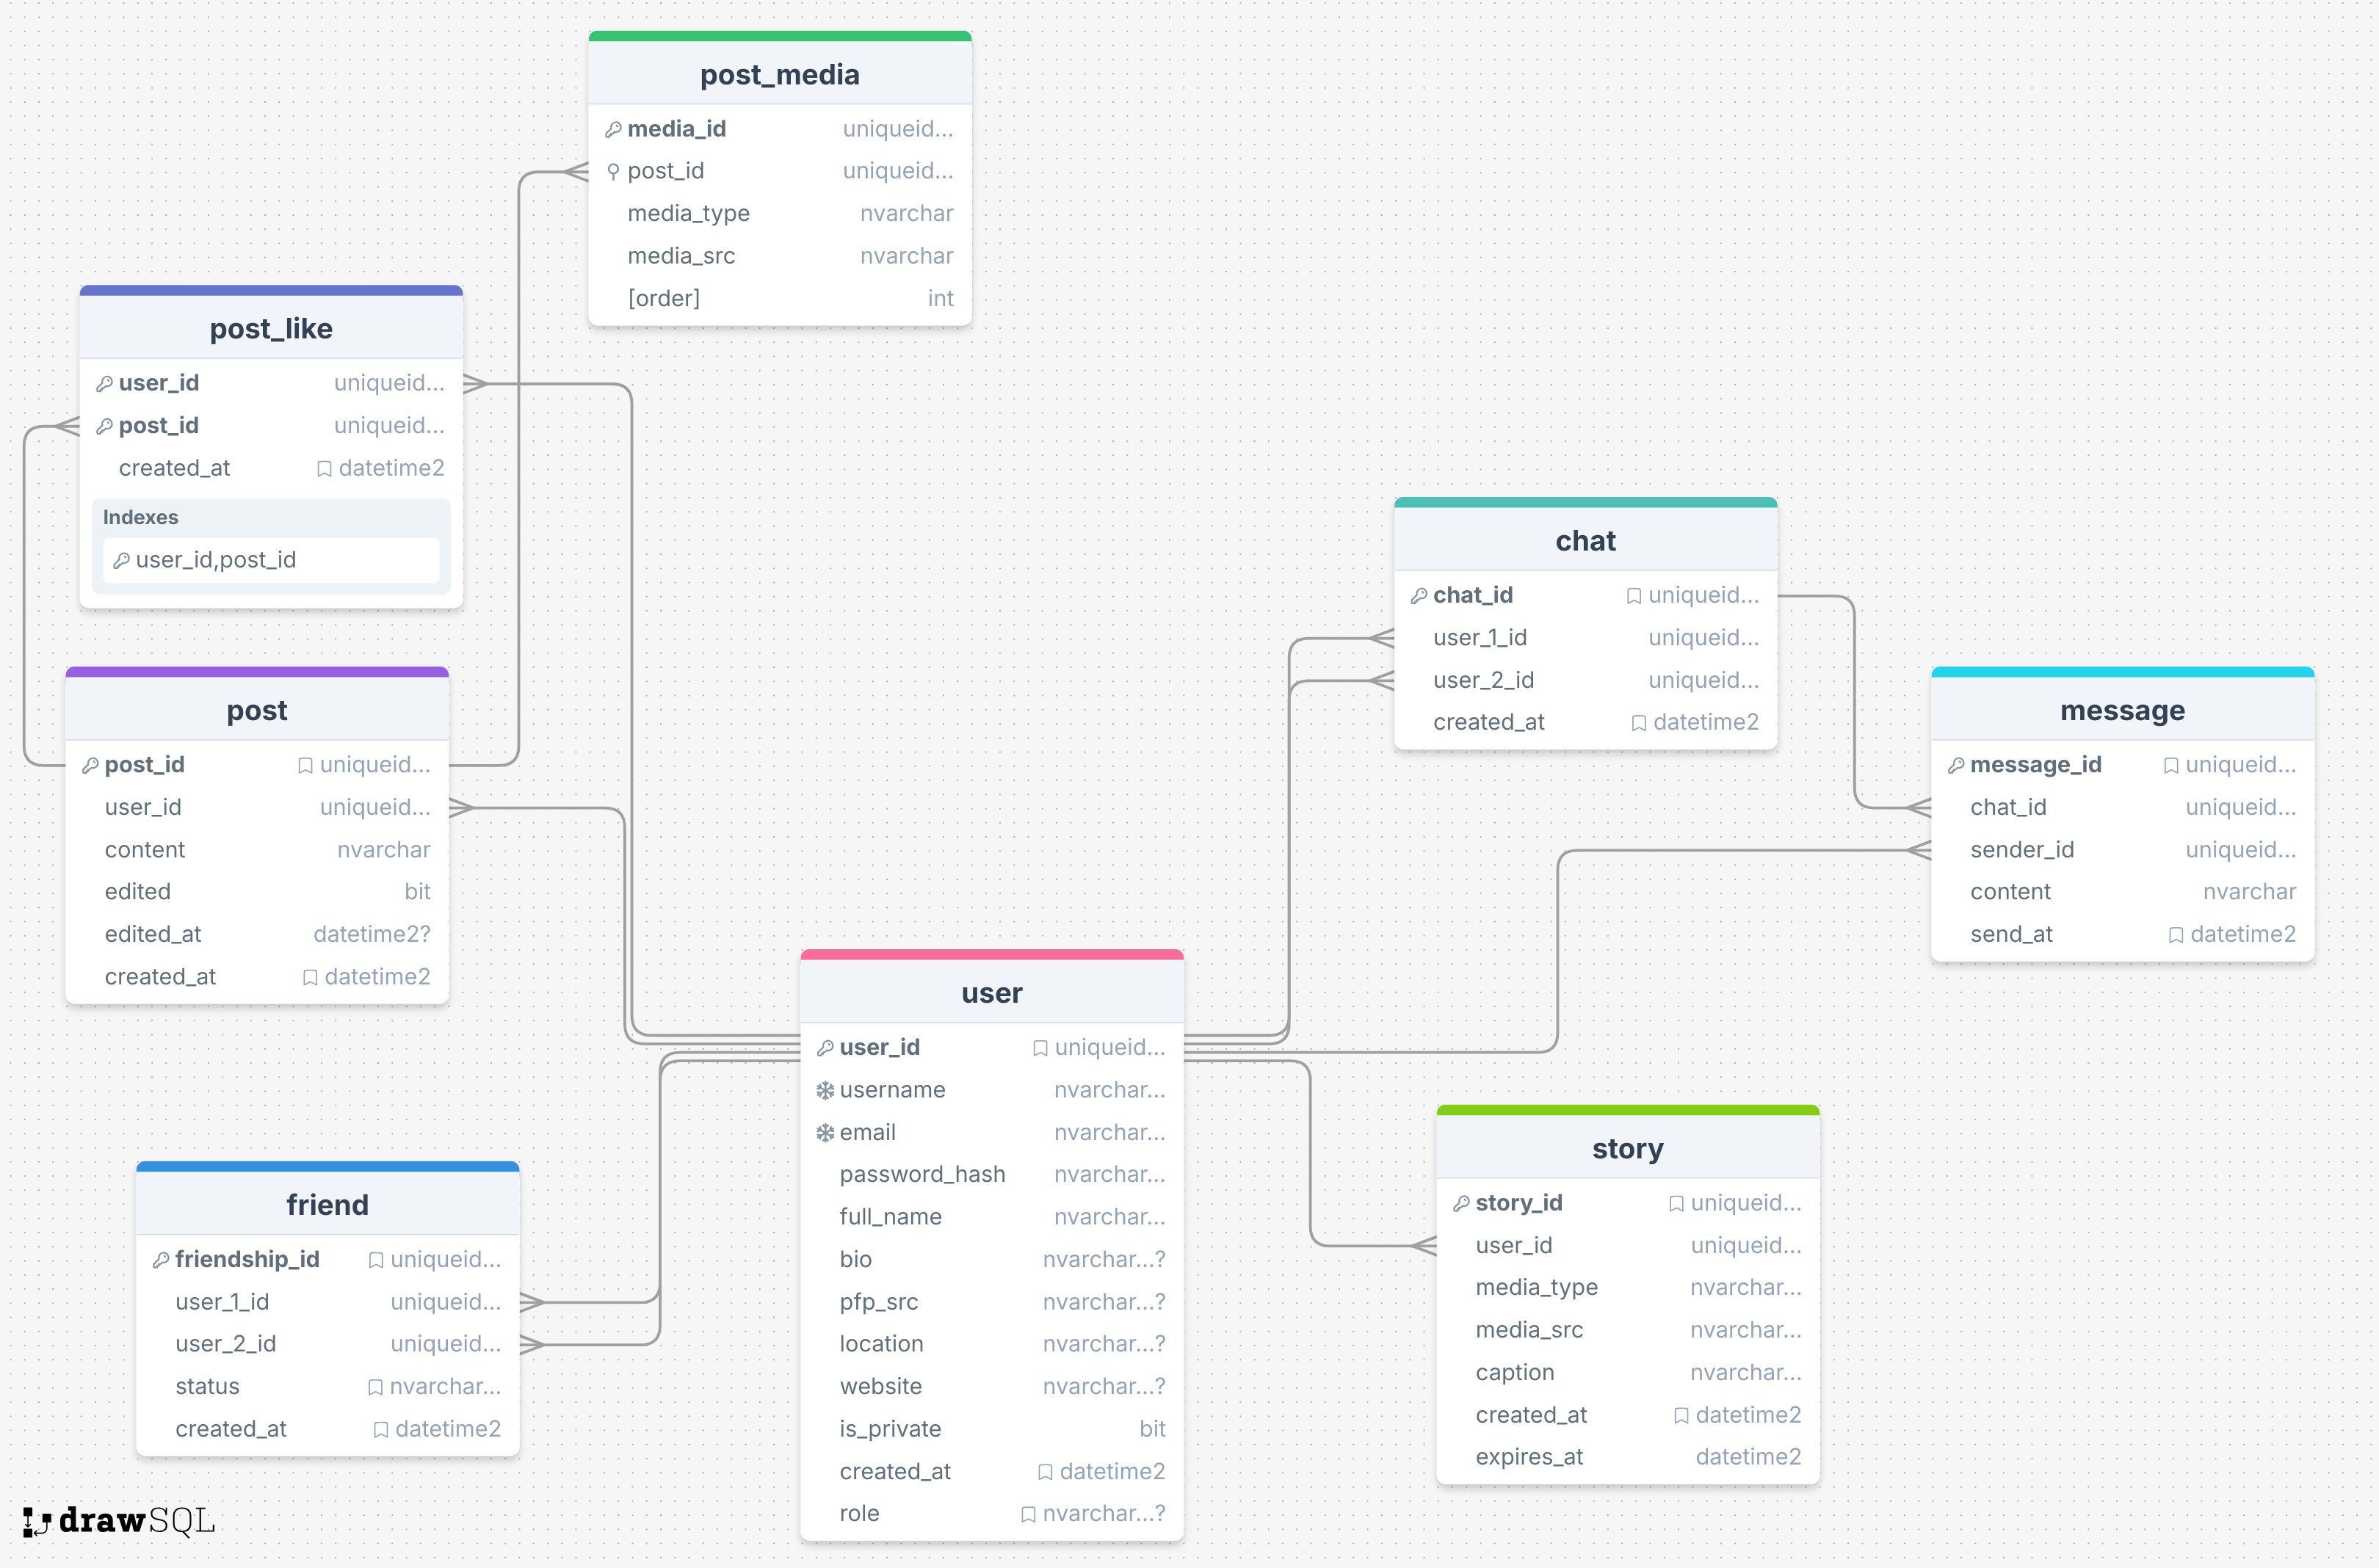 post_media
media_id uniqueid...
post_id uniqueid...
media_type nvarchar
media_src nvarchar
[order] int
post_like
user_id uniqueid...
post_id uniqueid...
created_at datetime2
Indexes
user_id,post_id
chat
chat_id uniqueid...
user_1_id uniqueid...
user_2_id uniqueid...
created_at datetime2
post
post_id uniqueid...
user_id uniqueid...
content nvarchar
edited bit
edited_at datetime2?
created_at datetime2
message
message_id uniqueid...
chat_id uniqueid...
sender_id uniqueid...
content nvarchar
send_at datetime2
user
user_id uniqueid...
username nvarchar...
email nvarchar...
password_hash nvarchar...
full_name nvarchar...
bio nvarchar...?
pfp_src nvarchar...?
location nvarchar...?
website nvarchar...?
is_private bit
created_at datetime2
role nvarchar...?
story
story_id uniqueid...
user_id uniqueid...
media_type nvarchar...
media_src nvarchar...
caption nvarchar...
created_at datetime2
expires_at datetime2
friend
friendship_id uniqueid...
user_1_id uniqueid...
user_2_id uniqueid...
status nvarchar...
created_at datetime2
drawSQL